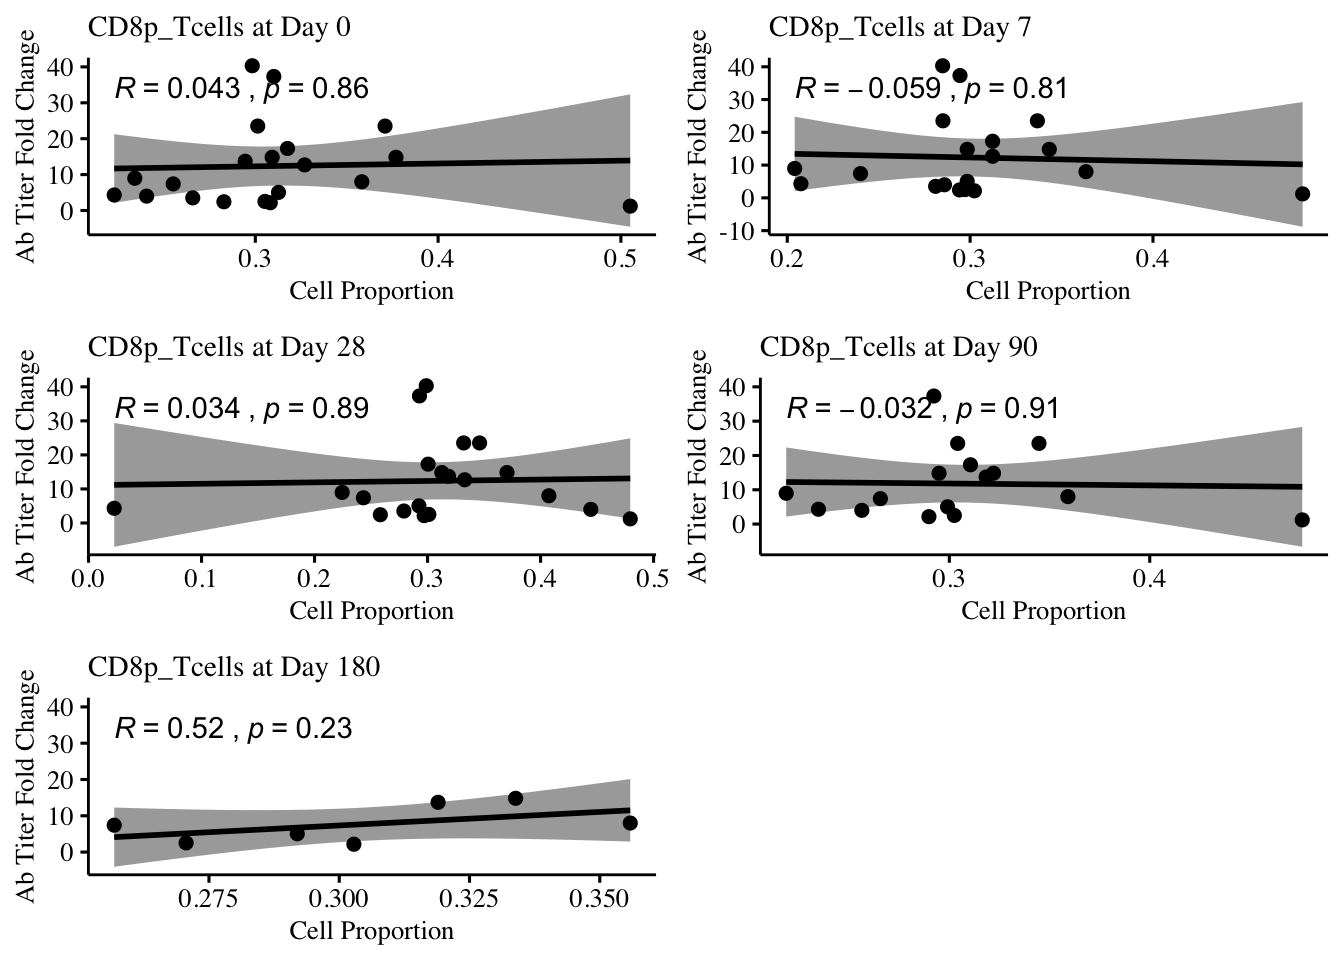 CD8p_Tcells at Day 0
Ab Titer Fold Change
40
30
20
10
0
R = 0.043 , p = 0.86
0.3 0.4 0.5
Cell Proportion
CD8p_Tcells at Day 7
Ab Titer Fold Change
40
30
20
10
0
-10
R = −0.059 , p = 0.81
0.2 0.3 0.4
Cell Proportion
CD8p_Tcells at Day 28
Ab Titer Fold Change
40
30
20
10
0
R = 0.034 , p = 0.89
0.0 0.1 0.2 0.3 0.4 0.5
Cell Proportion
CD8p_Tcells at Day 90
Ab Titer Fold Change
40
30
20
10
0
R = −0.032 , p = 0.91
0.3 0.4
Cell Proportion
CD8p_Tcells at Day 180
Ab Titer Fold Change
40
30
20
10
0
R = 0.52 , p = 0.23
0.275 0.300 0.325 0.350
Cell Proportion